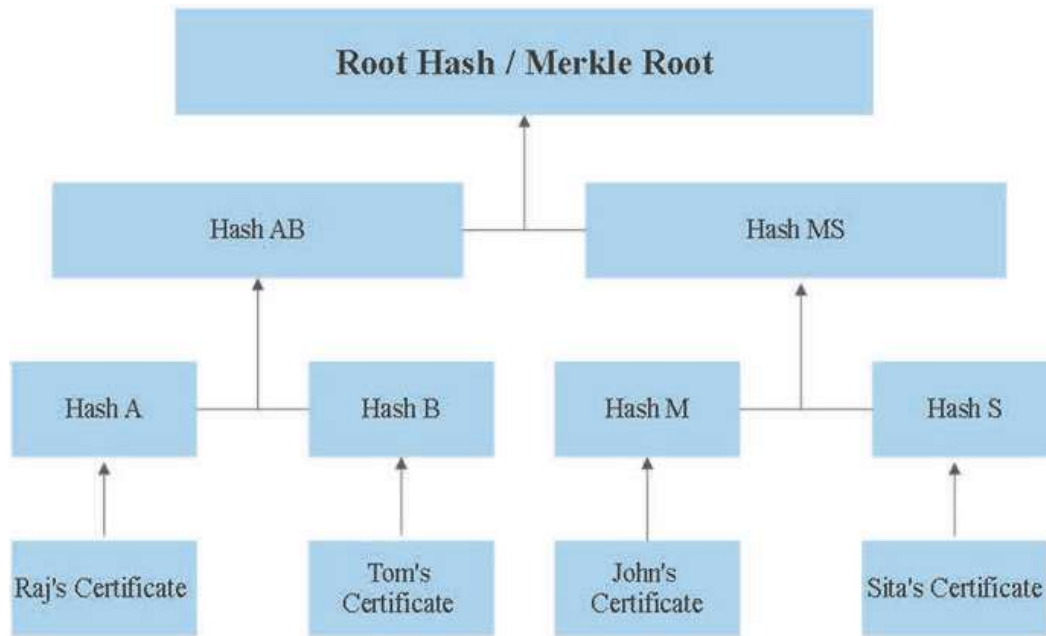 Root Hash / Merkle Root
Hash AB
Hash MS
Hash A
Hash B
Hash M
Hash S
Raj's Certificate
Tom's
Certificate
John's
Certificate
Sita's Certificate